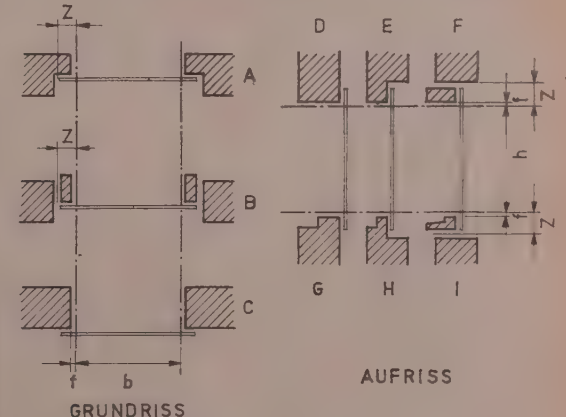 Z
D E F
A
f Z
Z
h
B
f Z
G H I
C
f b
AUFRISS
GRUNDRISS